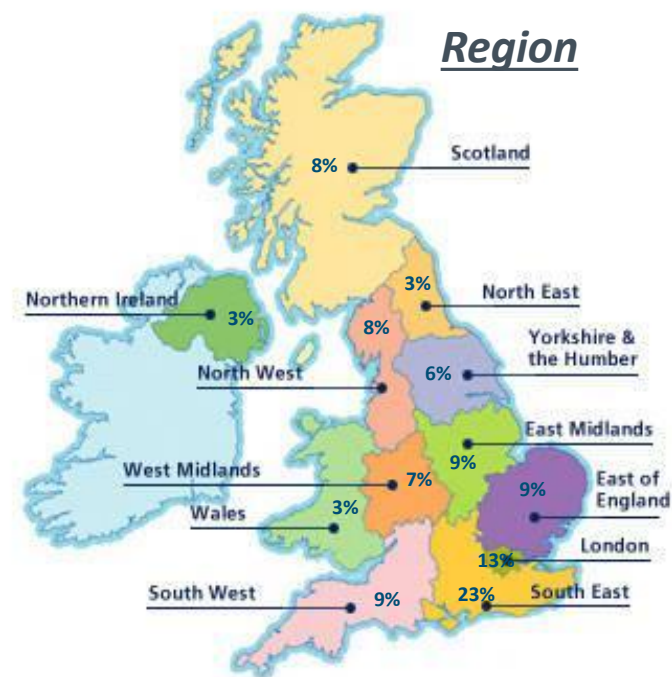 Region
Scotland
8%
Northern Ireland
3%
3%
North East
8%
Yorkshire &
the Humber
6%
North West
East Midlands
9%
West Midlands
7%
East of
England
9%
Wales
3%
London
13%
South West
9%
23%
South East